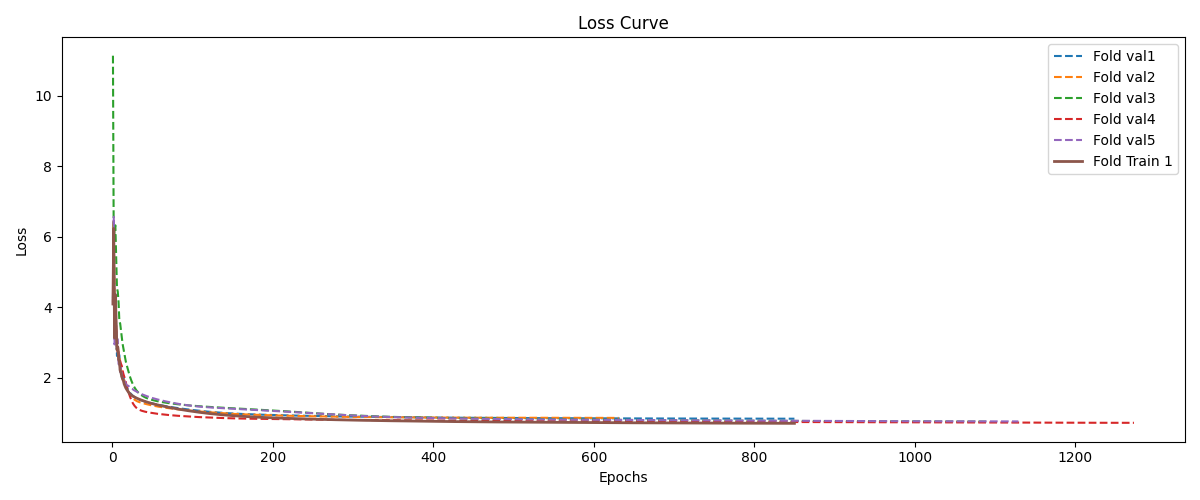 Loss Curve
Loss
10
8
6
4
2
Fold val1
Fold val2
Fold val3
Fold val4
Fold val5
Fold Train 1
0 200 400 600 800 1000 1200
Epochs